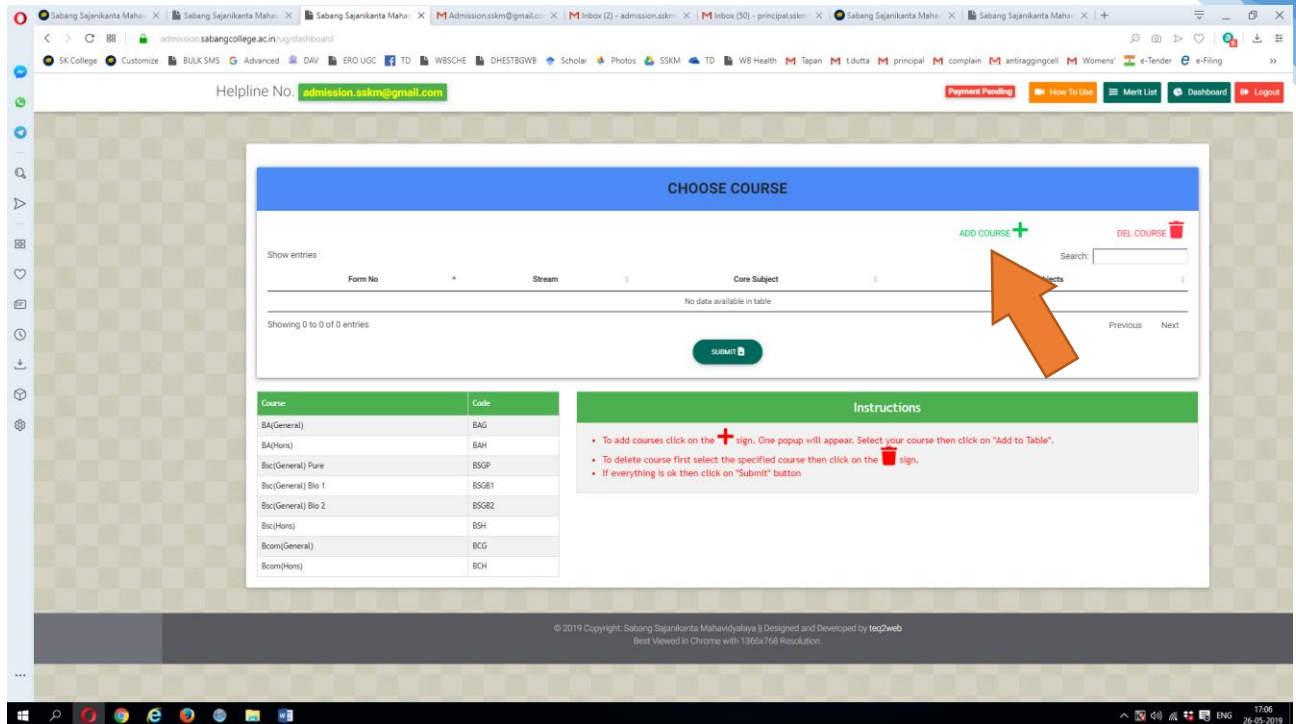 Sabang Sajanikanta Maha
Sabang Sajanikanta Maha
Sabang Sajanikanta Maha
Admission.sskm@gmail.co
Inbox (2) - admission.sskm
Inbox (50) - principal.sskm
Sabang Sajanikanta Maha
Sabang Sajanikanta Maha
admission.sabangcollege.ac.in/ug/dashboard
SK College Customize BULK SMS Advanced DAV ERO UGC TD WBSCHE DHESTBGWB Scholar Photos SSKM TD WB Health Tapan t.dutta principal complain antiraggingcell Womens' e-Tender e-Filing »
Helpline No. admission.sskm@gmail.com
Payment Pending How To Use Merit List Dashboard Logout
CHOOSE COURSE
ADD COURSE DEL COURSE
Show entries Search:
Form No Stream Core Subject bjects
No data available in table
Showing 0 to 0 of 0 entries Previous Next
SUBMIT
Course Code
BA(General) BAG
BA(Hons) BAH
Bsc(General) Pure BSGP
Bsc(General) Bio 1 BSGB1
Bsc(General) Bio 2 BSGB2
Bsc(Hons) BSH
Bcom(General) BCG
Bcom(Hons) BCH
Instructions
• To add courses click on the + sign. One popup will appear. Select your course then click on "Add to Table".
• To delete course first select the specified course then click on the sign.
• If everything is ok then click on "Submit" button
© 2019 Copyright: Sabang Sajanikanta Mahavidyalaya || Designed and Developed by teq2web
Best Viewed in Chrome with 1366x768 Resolution.
ENG 17:06
26-05-2019